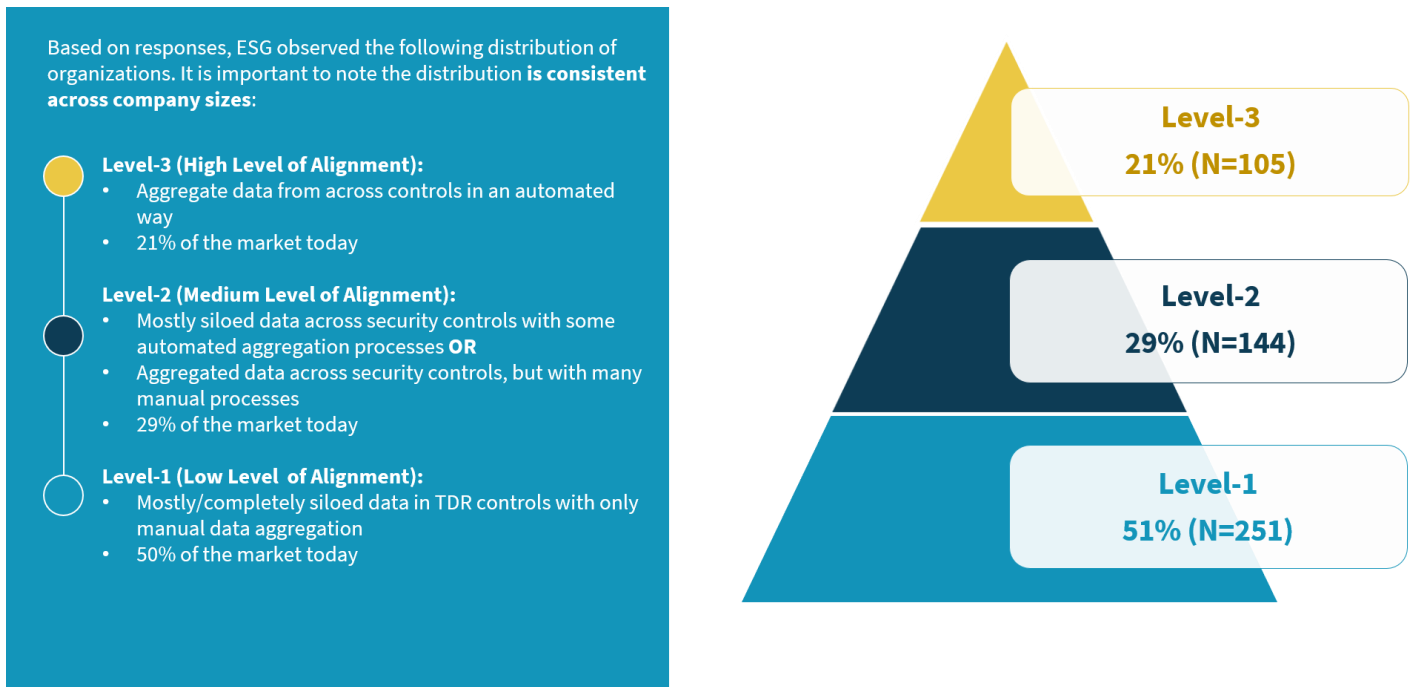 Based on responses, ESG observed the following distribution of
organizations. It is important to note the distribution is consistent
across company sizes:
Level-3 (High Level of Alignment):
• Aggregate data from across controls in an automated
way
• 21% of the market today
Level-2 (Medium Level of Alignment):
• Mostly siloed data across security controls with some
automated aggregation processes OR
• Aggregated data across security controls, but with many
manual processes
• 29% of the market today
Level-1 (Low Level  of Alignment):
• Mostly/completely siloed data in TDR controls with only
manual data aggregation
• 50% of the market today
Level-3
21% (N=105)
Level-2
29% (N=144)
Level-1
51% (N=251)